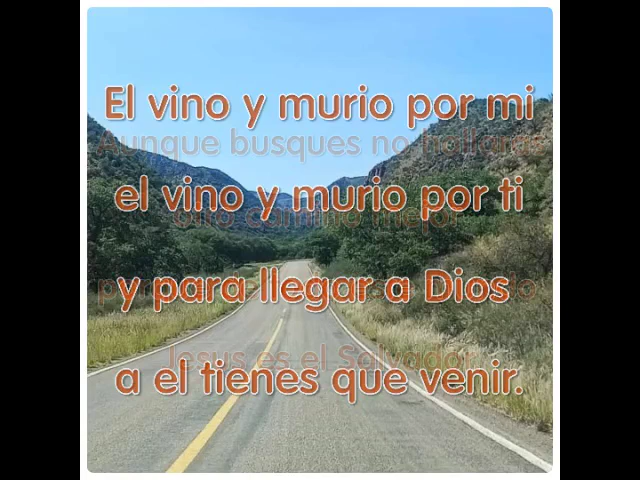 El vino y murio por mi
Aunque busques no hallaras
el vino y murio por ti
otro camino mejor
y para llegar a Dios
Jesus es el Salvador
a el tienes que venir.